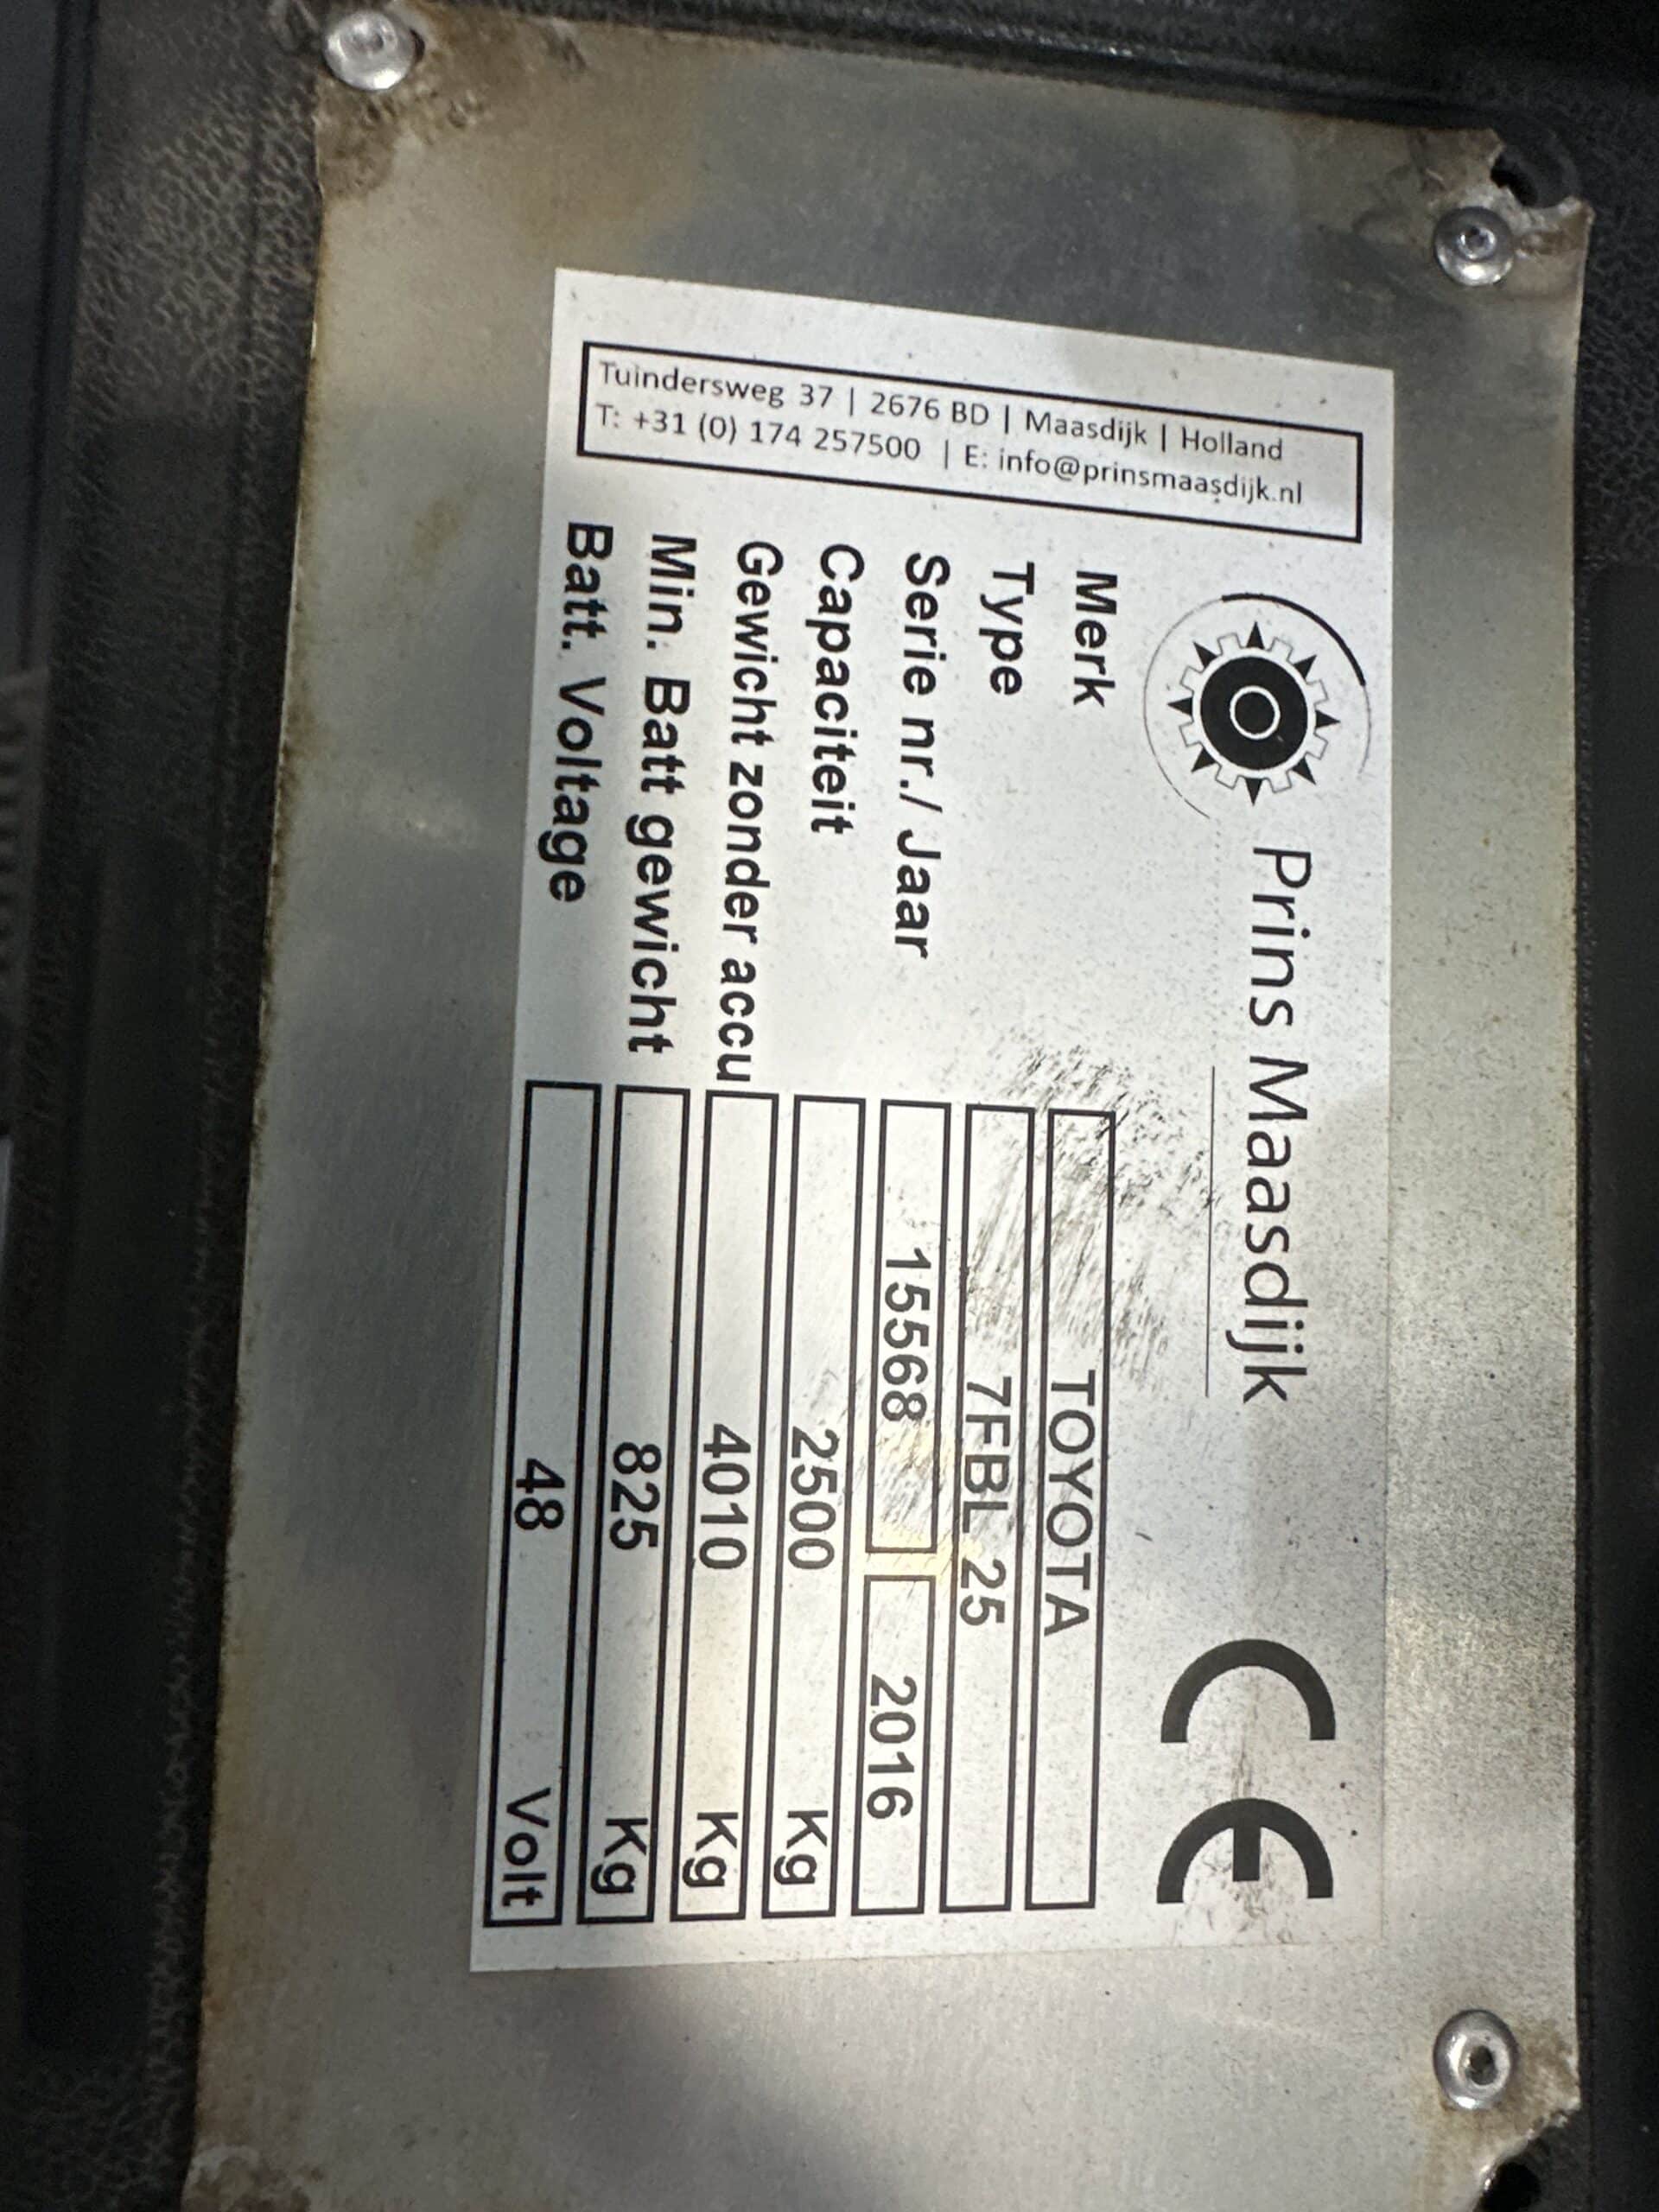 Prins Maasdijk
CE
Tuindersweg 37 | 2676 BD | Maasdijk | Holland
T: +31 (0) 174 257500 | E: info@prinsmaasdijk.nl
Merk TOYOTA
Type 7FBL 25
Serie nr./ Jaar 15568 2016
Capaciteit 2500 Kg
Gewicht zonder accu 4010 Kg
Min. Batt gewicht 825 Kg
Batt. Voltage 48 Volt